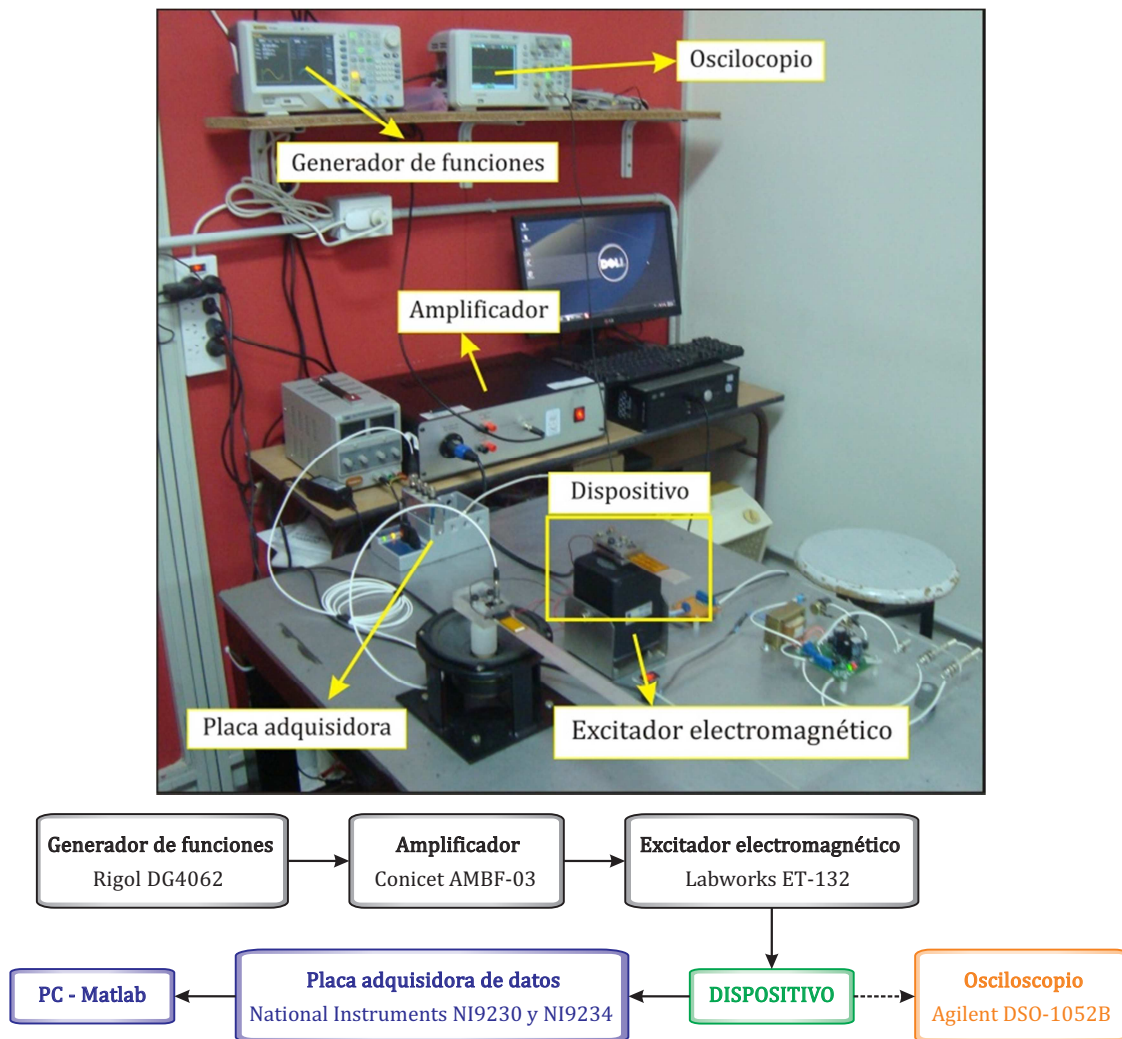 Oscilocopio
Generador de funciones
DELL
Amplificador
Dispositivo
Placa adquisidora
Excitador electromagnético
Generador de funciones
Rigol DG4062
Amplificador
Conicet AMBF-03
Excitador electromagnético
Labworks ET-132
PC - Matlab
Placa adquisidora de datos
National Instruments NI9230 y NI9234
DISPOSITIVO
Osciloscopio
Agilent DSO-1052B